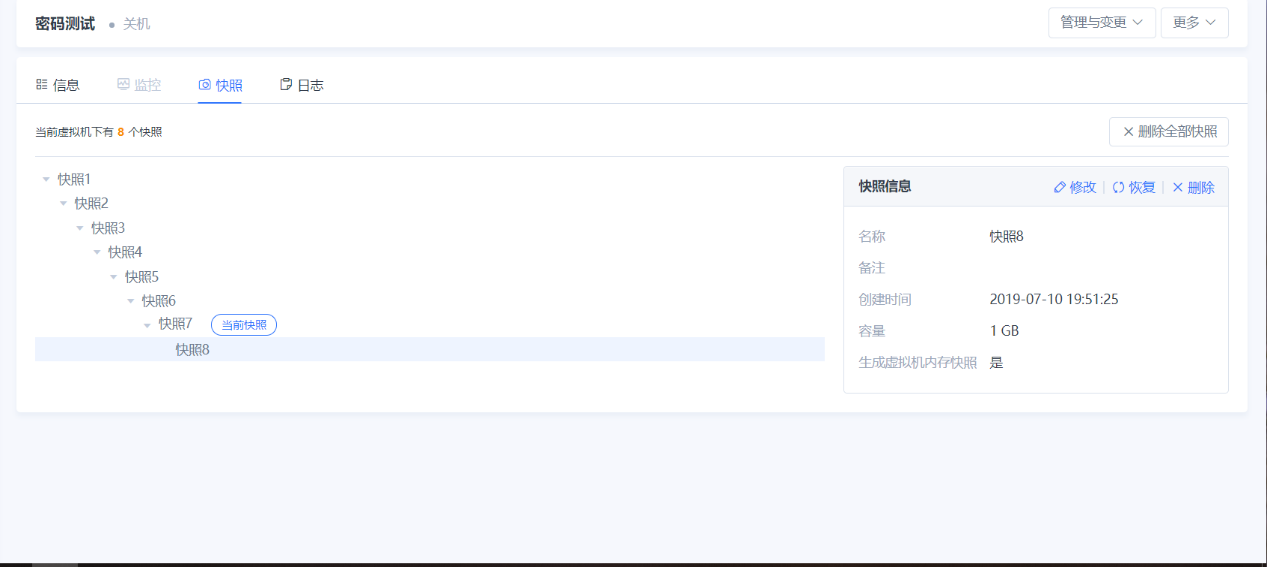 密码测试 关机 管理与变更 更多
信息 监控 快照 日志
当前虚拟机下有 8 个快照 删除全部快照
快照1
快照2
快照3
快照4
快照5
快照6
快照7 当前快照
快照8
快照信息 修改 恢复 删除
名称 快照8
备注
创建时间 2019-07-10 19:51:25
容量 1 GB
生成虚拟机内存快照 是